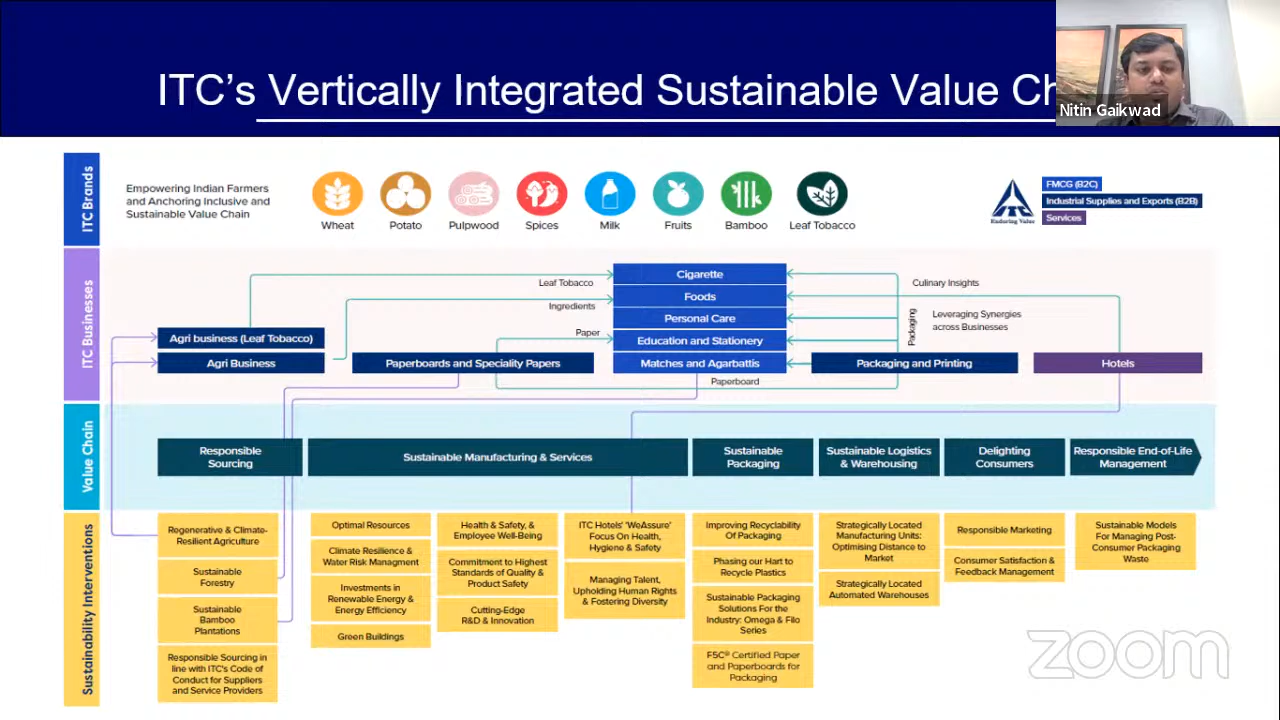 ITC's Vertically Integrated Sustainable Value Ch
Nitin Gaikwad
ITC Brands
Empowering Indian Farmers
and Anchoring Inclusive and
Sustainable Value Chain
Wheat
Potato
Pulpwood
Spices
Milk
Fruits
Bamboo
Leaf Tobacco
ITC
Enduring Value
FMCG (B2C)
Industrial Supplies and Exports (B2B)
Services
ITC Businesses
Agri business (Leaf Tobacco)
Agri Business
Paperboards and Speciality Papers
Leaf Tobacco
Ingredients
Paper
Paperboard
Cigarette
Foods
Personal Care
Education and Stationery
Matches and Agarbattis
Packaging
Packaging and Printing
Culinary Insights
Leveraging Synergies
across Businesses
Hotels
Value Chain
Responsible
Sourcing
Sustainable Manufacturing & Services
Sustainable
Packaging
Sustainable Logistics
& Warehousing
Delighting
Consumers
Responsible End-of-Life
Management
Sustainability Interventions
Regenerative & Climate-
Resilient Agriculture
Sustainable
Forestry
Sustainable
Bamboo
Plantations
Responsible Sourcing in
line with ITC's Code of
Conduct for Suppliers
and Service Providers
Optimal Resources
Climate Resilience &
Water Risk Managment
Investments in
Renewable Energy &
Energy Efficiency
Green Buildings
Health & Safety, &
Employee Well-Being
Commitment to Highest
Standards of Quality &
Product Safety
Cutting-Edge
R&D & Innovation
ITC Hotels' 'WeAssure'
Focus On Health,
Hygiene & Safety
Managing Talent,
Upholding Human Rights
& Fostering Diversity
Improving Recyclability
Of Packaging
Phasing our Hart to
Recycle Plastics
Sustainable Packaging
Solutions For the
Industry: Omega & Filo
Series
FSC® Certified Paper
and Paperboards for
Packaging
Strategically Located
Manufacturing Units:
Optimising Distance to
Market
Strategically Located
Automated Warehouses
Responsible Marketing
Consumer Satisfaction &
Feedback Management
Sustainable Models
For Managing Post-
Consumer Packaging
Waste
zoom